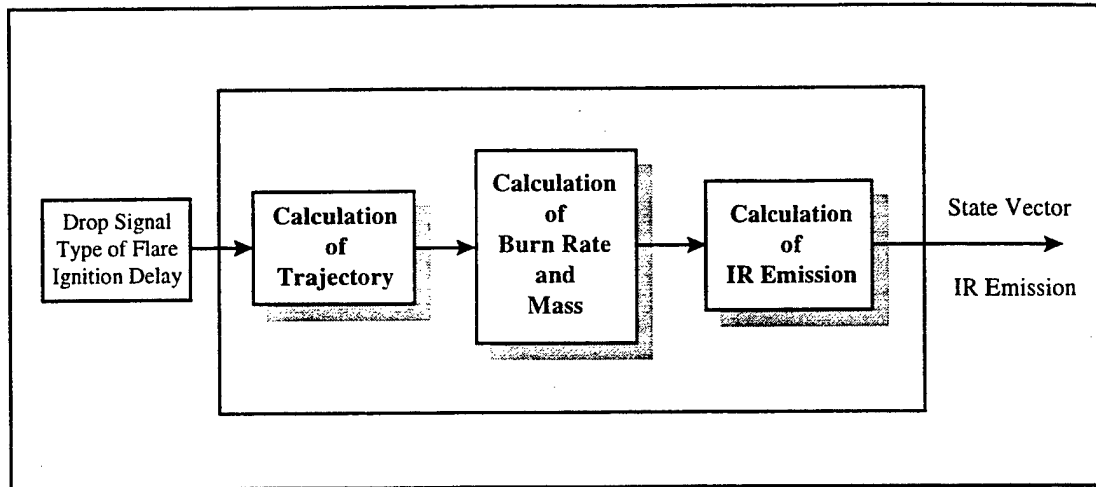 Drop Signal
Type of Flare
Ignition Delay
Calculation
of
Trajectory
Calculation
of
Burn Rate
and
Mass
Calculation
of
IR Emission
State Vector
IR Emission